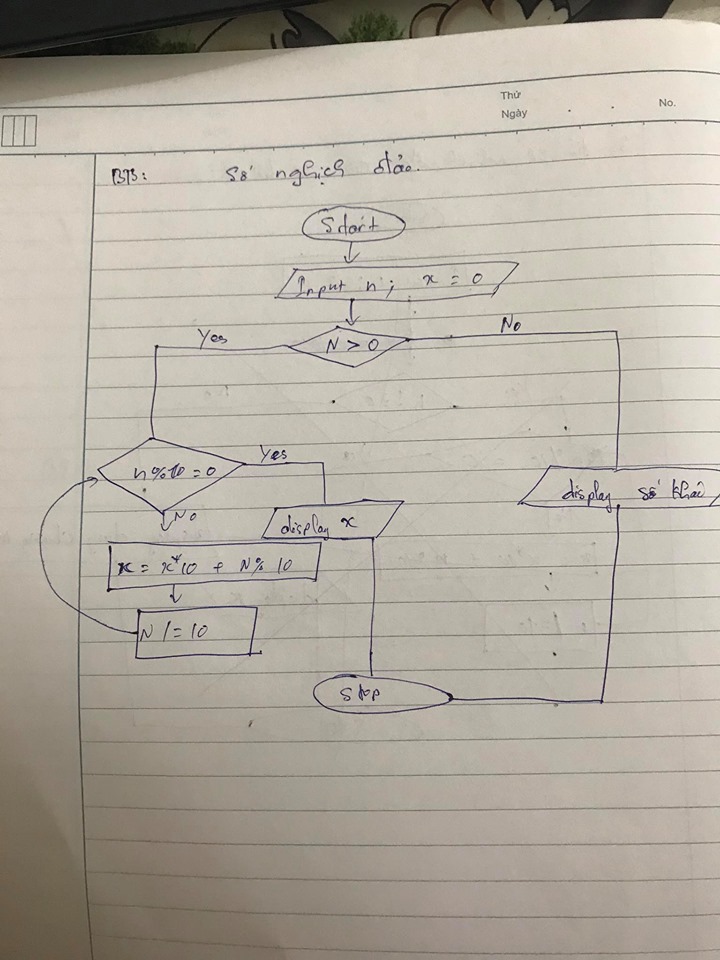 Thứ
Ngày
No.
BT3: Số nghịch đảo.
Start
Input n; x = 0
N > 0
Yes
No
n%10 = 0
Yes
No
display x
display số khác
x = x*10 + N% 10
N /= 10
Stop